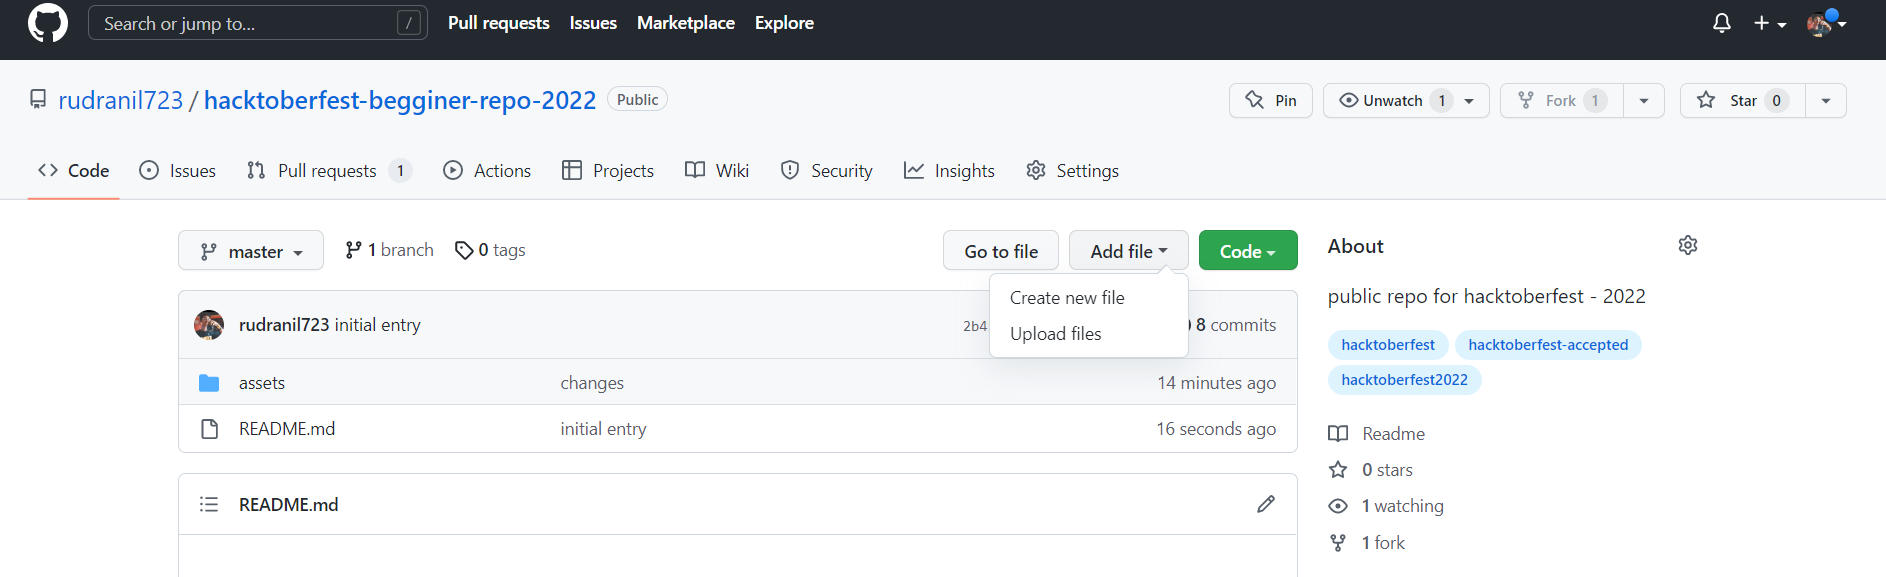 Search or jump to... / Pull requests Issues Marketplace Explore
rudranil723 / hacktoberfest-begginer-repo-2022 Public Pin Unwatch 1 Fork 1 Star 0
Code Issues Pull requests 1 Actions Projects Wiki Security Insights Settings
master 1 branch 0 tags Go to file Add file Code
Create new file
Upload files
rudranil723 initial entry 2b4 8 commits
assets changes 14 minutes ago
README.md initial entry 16 seconds ago
README.md
About
public repo for hacktoberfest - 2022
hacktoberfest hacktoberfest-accepted
hacktoberfest2022
Readme
0 stars
1 watching
1 fork